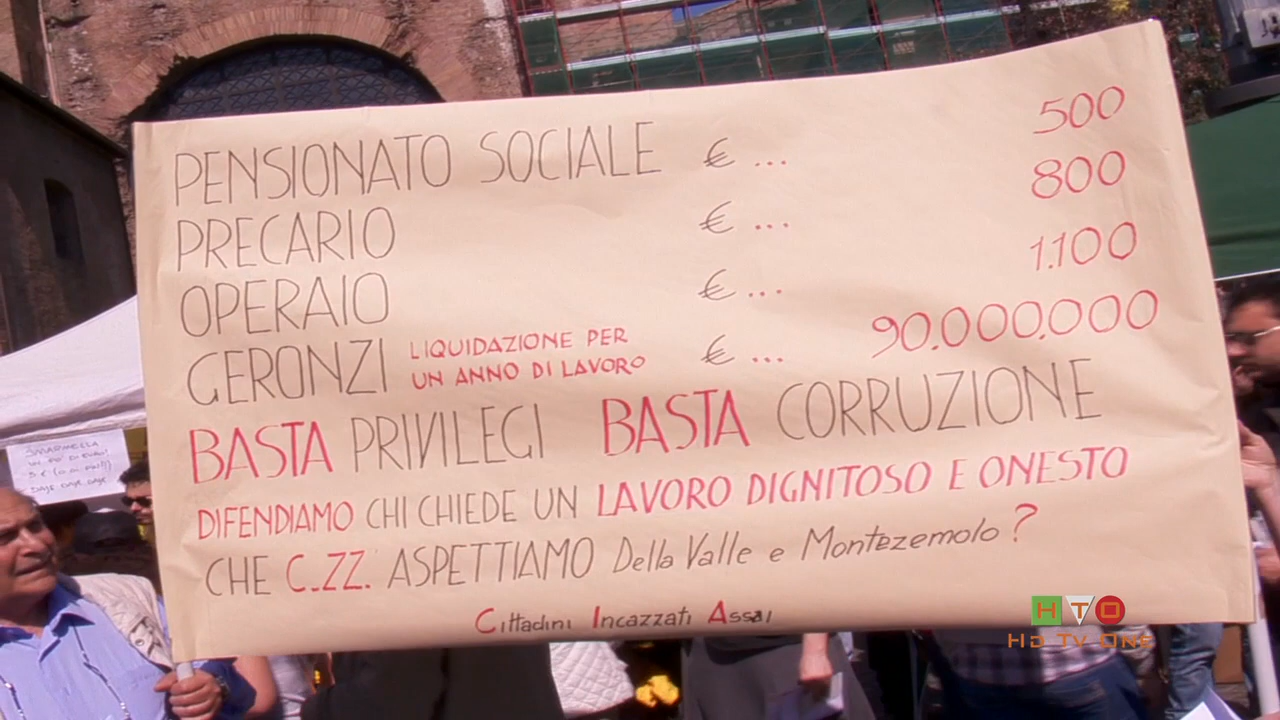 PENSIONATO SOCIALE € ... 500
PRECARIO € ... 800
OPERAIO € ... 1.100
GERONZI LIQUIDAZIONE PER UN ANNO DI LAVORO € ... 90.000.000
BASTA PRIVILEGI BASTA CORRUZIONE
DIFENDIAMO CHI CHIEDE UN LAVORO DIGNITOSO E ONESTO
CHE C..ZZ. ASPETTIAMO Della Valle e Montezemolo?
Cittadini Incazzati Assai
HTO
HD TV ONE